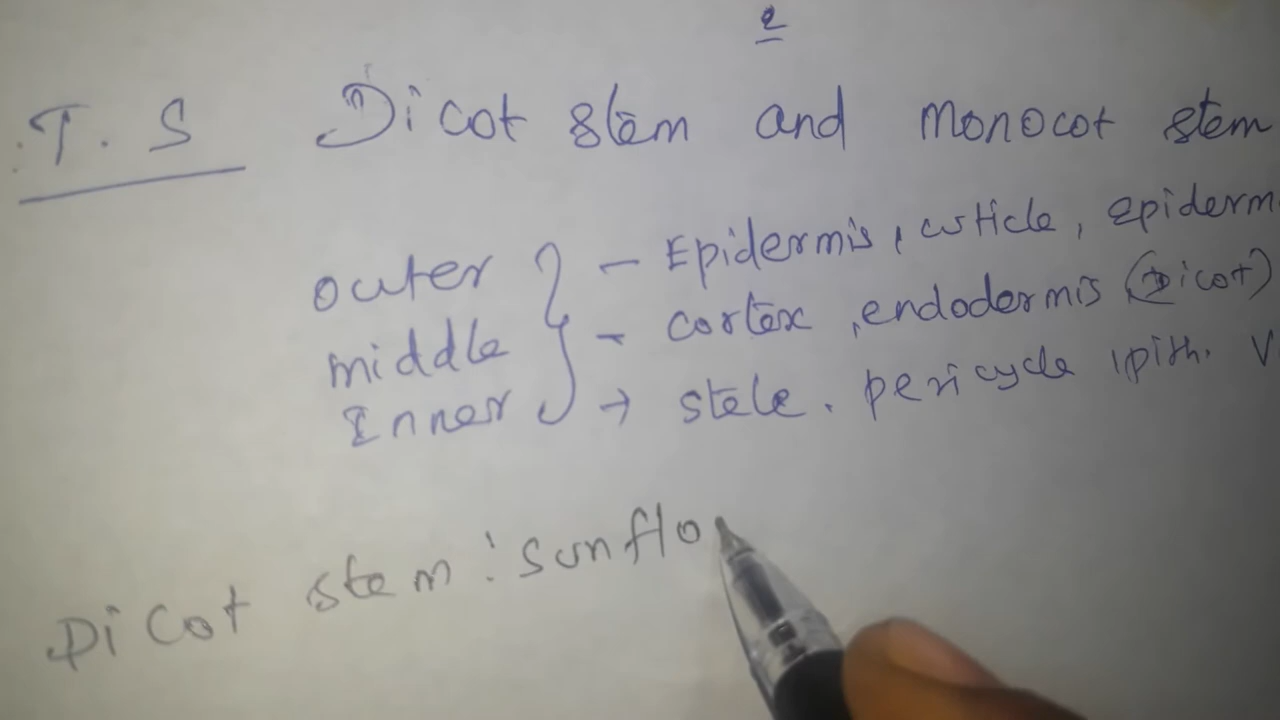 2
T. S Dicot stem and monocot stem
outer } - Epidermis, cuticle, epiderm
middle } - cortex, endodermis (Dicot)
Inner } → stele. pericycle, pith. V
Dicot stem : sunflo